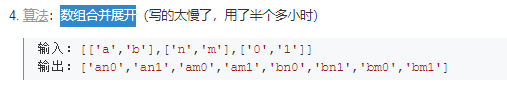 4. 算法：数组合并展开（写的太慢了，用了半个多小时）
输入：[['a','b'],['n','m'],['0','1']]
输出：['an0','an1','am0','am1','bn0','bn1','bm0','bm1']